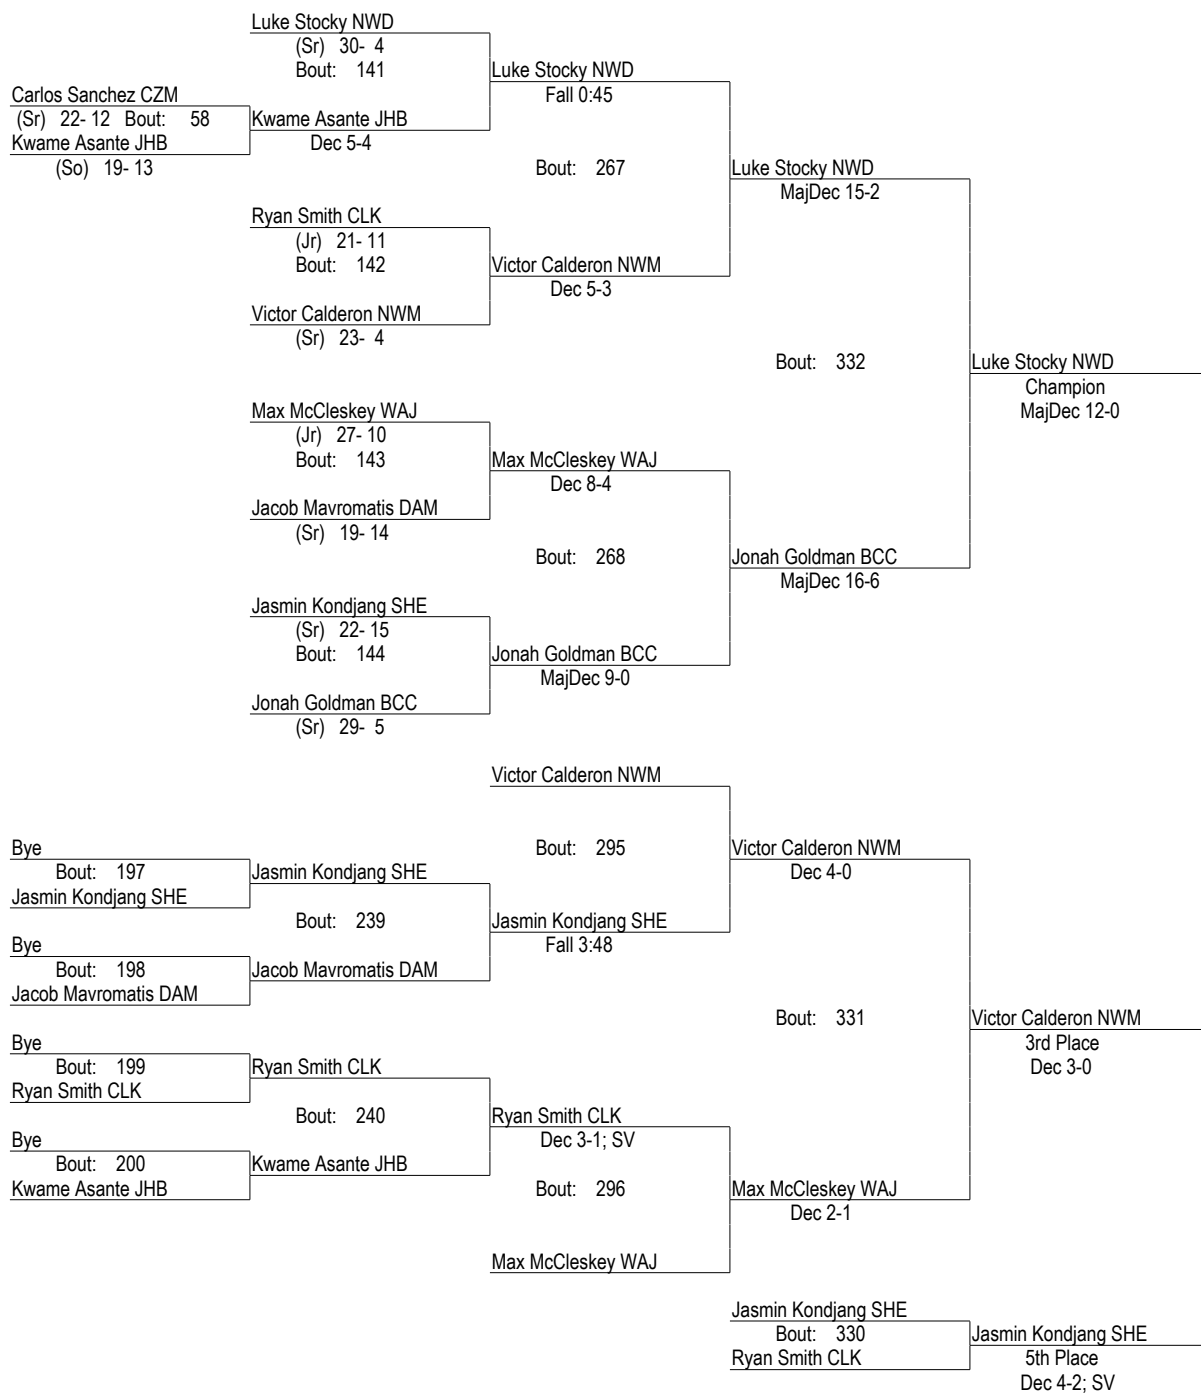 Luke Stocky NWD
(Sr) 30- 4
Bout: 141
Luke Stocky NWD
Fall 0:45
Carlos Sanchez CZM
(Sr) 22- 12 Bout: 58
Kwame Asante JHB
(So) 19- 13
Kwame Asante JHB
Dec 5-4
Bout: 267
Luke Stocky NWD
MajDec 15-2
Ryan Smith CLK
(Jr) 21- 11
Bout: 142
Victor Calderon NWM
Dec 5-3
Victor Calderon NWM
(Sr) 23- 4
Bout: 332
Luke Stocky NWD
Champion
MajDec 12-0
Max McCleskey WAJ
(Jr) 27- 10
Bout: 143
Max McCleskey WAJ
Dec 8-4
Jacob Mavromatis DAM
(Sr) 19- 14
Bout: 268
Jonah Goldman BCC
MajDec 16-6
Jasmin Kondjang SHE
(Sr) 22- 15
Bout: 144
Jonah Goldman BCC
MajDec 9-0
Jonah Goldman BCC
(Sr) 29- 5
Victor Calderon NWM
Bout: 295
Victor Calderon NWM
Dec 4-0
Bye
Bout: 197
Jasmin Kondjang SHE
Jasmin Kondjang SHE
Bout: 239
Jasmin Kondjang SHE
Fall 3:48
Bye
Bout: 198
Jacob Mavromatis DAM
Jacob Mavromatis DAM
Bout: 331
Victor Calderon NWM
3rd Place
Dec 3-0
Bye
Bout: 199
Ryan Smith CLK
Ryan Smith CLK
Bout: 240
Ryan Smith CLK
Dec 3-1; SV
Bye
Bout: 200
Kwame Asante JHB
Kwame Asante JHB
Bout: 296
Max McCleskey WAJ
Dec 2-1
Max McCleskey WAJ
Jasmin Kondjang SHE
Bout: 330
Ryan Smith CLK
Jasmin Kondjang SHE
5th Place
Dec 4-2; SV